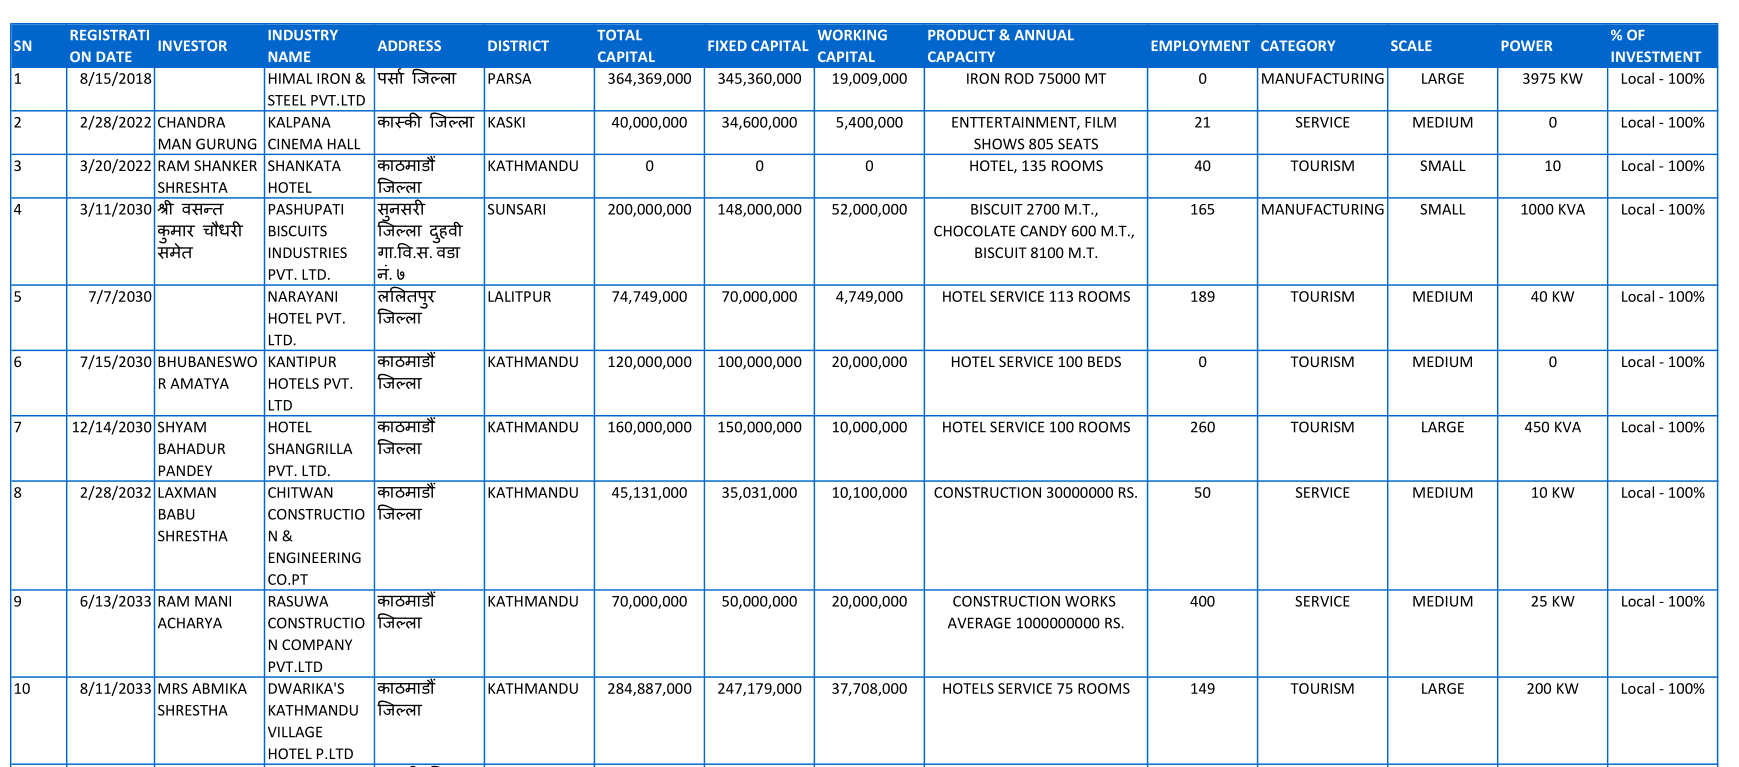 SN REGISTRATI INVESTOR INDUSTRY ADDRESS DISTRICT TOTAL FIXED CAPITAL WORKING PRODUCT & ANNUAL EMPLOYMENT CATEGORY SCALE POWER % OF
ON DATE NAME CAPITAL CAPITAL CAPACITY INVESTMENT
1 8/15/2018 HIMAL IRON & पर्सा जिल्ला PARSA 364,369,000 345,360,000 19,009,000 IRON ROD 75000 MT 0 MANUFACTURING LARGE 3975 KW Local - 100%
STEEL PVT.LTD
2 2/28/2022 CHANDRA KALPANA कास्की जिल्ला KASKI 40,000,000 34,600,000 5,400,000 ENTTERTAINMENT, FILM 21 SERVICE MEDIUM 0 Local - 100%
MAN GURUNG CINEMA HALL SHOWS 805 SEATS
3 3/20/2022 RAM SHANKER SHANKATA काठमाडौं KATHMANDU 0 0 0 HOTEL, 135 ROOMS 40 TOURISM SMALL 10 Local - 100%
SHRESHTA HOTEL जिल्ला
4 3/11/2030 श्री वसन्त PASHUPATI सुनसरी SUNSARI 200,000,000 148,000,000 52,000,000 BISCUIT 2700 M.T., 165 MANUFACTURING SMALL 1000 KVA Local - 100%
कुमार चौधरी BISCUITS जिल्ला दुहवी CHOCOLATE CANDY 600 M.T.,
समेत INDUSTRIES गा.वि.स. वडा BISCUIT 8100 M.T.
PVT. LTD. नं. ७
5 7/7/2030 NARAYANI ललितपुर LALITPUR 74,749,000 70,000,000 4,749,000 HOTEL SERVICE 113 ROOMS 189 TOURISM MEDIUM 40 KW Local - 100%
HOTEL PVT. जिल्ला
LTD.
6 7/15/2030 BHUBANESWO KANTIPUR काठमाडौं KATHMANDU 120,000,000 100,000,000 20,000,000 HOTEL SERVICE 100 BEDS 0 TOURISM MEDIUM 0 Local - 100%
R AMATYA HOTELS PVT. जिल्ला
LTD
7 12/14/2030 SHYAM HOTEL काठमाडौं KATHMANDU 160,000,000 150,000,000 10,000,000 HOTEL SERVICE 100 ROOMS 260 TOURISM LARGE 450 KVA Local - 100%
BAHADUR SHANGRILLA जिल्ला
PANDEY PVT. LTD.
8 2/28/2032 LAXMAN CHITWAN काठमाडौं KATHMANDU 45,131,000 35,031,000 10,100,000 CONSTRUCTION 30000000 RS. 50 SERVICE MEDIUM 10 KW Local - 100%
BABU CONSTRUCTIO जिल्ला
SHRESTHA N &
ENGINEERING
CO.PT
9 6/13/2033 RAM MANI RASUWA काठमाडौं KATHMANDU 70,000,000 50,000,000 20,000,000 CONSTRUCTION WORKS 400 SERVICE MEDIUM 25 KW Local - 100%
ACHARYA CONSTRUCTIO जिल्ला AVERAGE 1000000000 RS.
N COMPANY
PVT.LTD
10 8/11/2033 MRS ABMIKA DWARIKA'S काठमाडौं KATHMANDU 284,887,000 247,179,000 37,708,000 HOTELS SERVICE 75 ROOMS 149 TOURISM LARGE 200 KW Local - 100%
SHRESTHA KATHMANDU जिल्ला
VILLAGE
HOTEL P.LTD